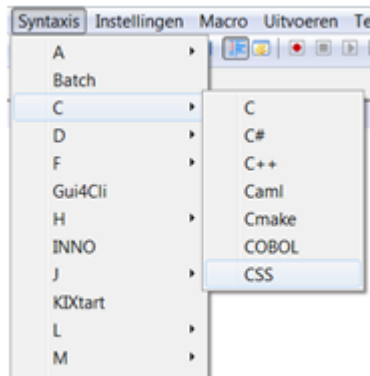 Syntaxis Instellingen Macro Uitvoeren
A
Batch
C
D
F
Gui4Cli
H
INNO
J
KIXtart
L
M
C
C#
C++
Caml
Cmake
COBOL
CSS